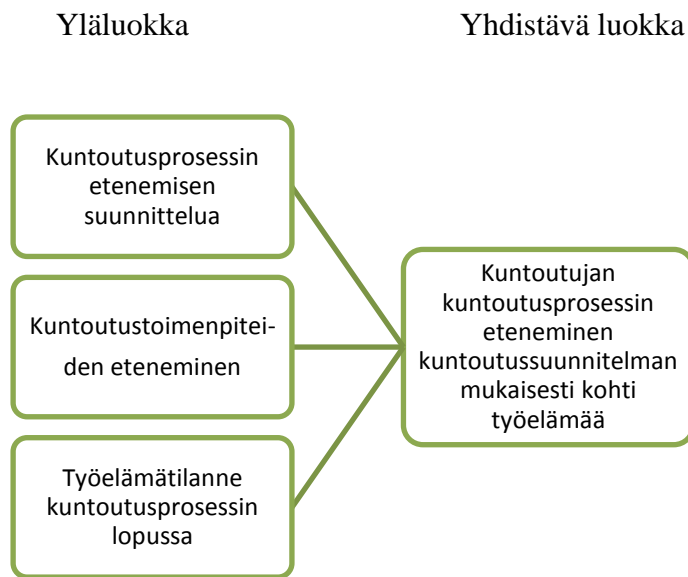 Yläluokka
Yhdistävä luokka
Kuntoutusprosessin
etenemisen
suunnittelua
Kuntoutustoimenpitei-
den eteneminen
Työelämätilanne
kuntoutusprosessin
lopussa
Kuntoutujan
kuntoutusprosessin
eteneminen
kuntoutussuunnitelman
mukaisesti kohti
työelämää